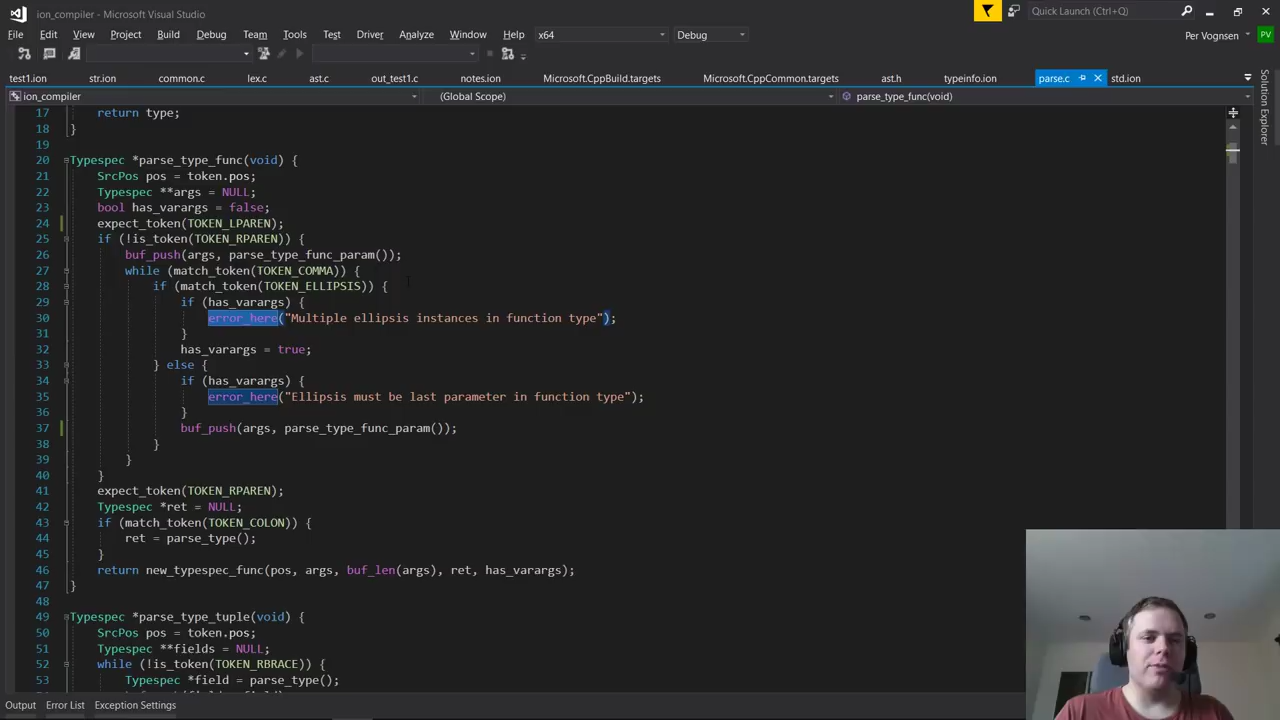 ion_compiler - Microsoft Visual Studio
Quick Launch (Ctrl+Q)
File Edit View Project Build Debug Team Tools Test Driver Analyze Window Help x64 Debug Per Vognsen PV
test1.ion str.ion common.c lex.c ast.c out_test1.c notes.ion Microsoft.CppBuild.targets Microsoft.CppCommon.targets ast.h typeinfo.ion parse.c std.ion
ion_compiler (Global Scope) parse_type_func(void)
Solution Explorer
17 return type;
18 }
19
20 Typespec *parse_type_func(void) {
21 SrcPos pos = token.pos;
22 Typespec **args = NULL;
23 bool has_varargs = false;
24 expect_token(TOKEN_LPAREN);
25 if (!is_token(TOKEN_RPAREN)) {
26 buf_push(args, parse_type_func_param());
27 while (match_token(TOKEN_COMMA)) {
28 if (match_token(TOKEN_ELLIPSIS)) {
29 if (has_varargs) {
30 error_here("Multiple ellipsis instances in function type");
31 }
32 has_varargs = true;
33 } else {
34 if (has_varargs) {
35 error_here("Ellipsis must be last parameter in function type");
36 }
37 buf_push(args, parse_type_func_param());
38 }
39 }
40 }
41 expect_token(TOKEN_RPAREN);
42 Typespec *ret = NULL;
43 if (match_token(TOKEN_COLON)) {
44 ret = parse_type();
45 }
46 return new_typespec_func(pos, args, buf_len(args), ret, has_varargs);
47 }
48
49 Typespec *parse_type_tuple(void) {
50 SrcPos pos = token.pos;
51 Typespec **fields = NULL;
52 while (!is_token(TOKEN_RBRACE)) {
53 Typespec *field = parse_type();
Output Error List Exception Settings